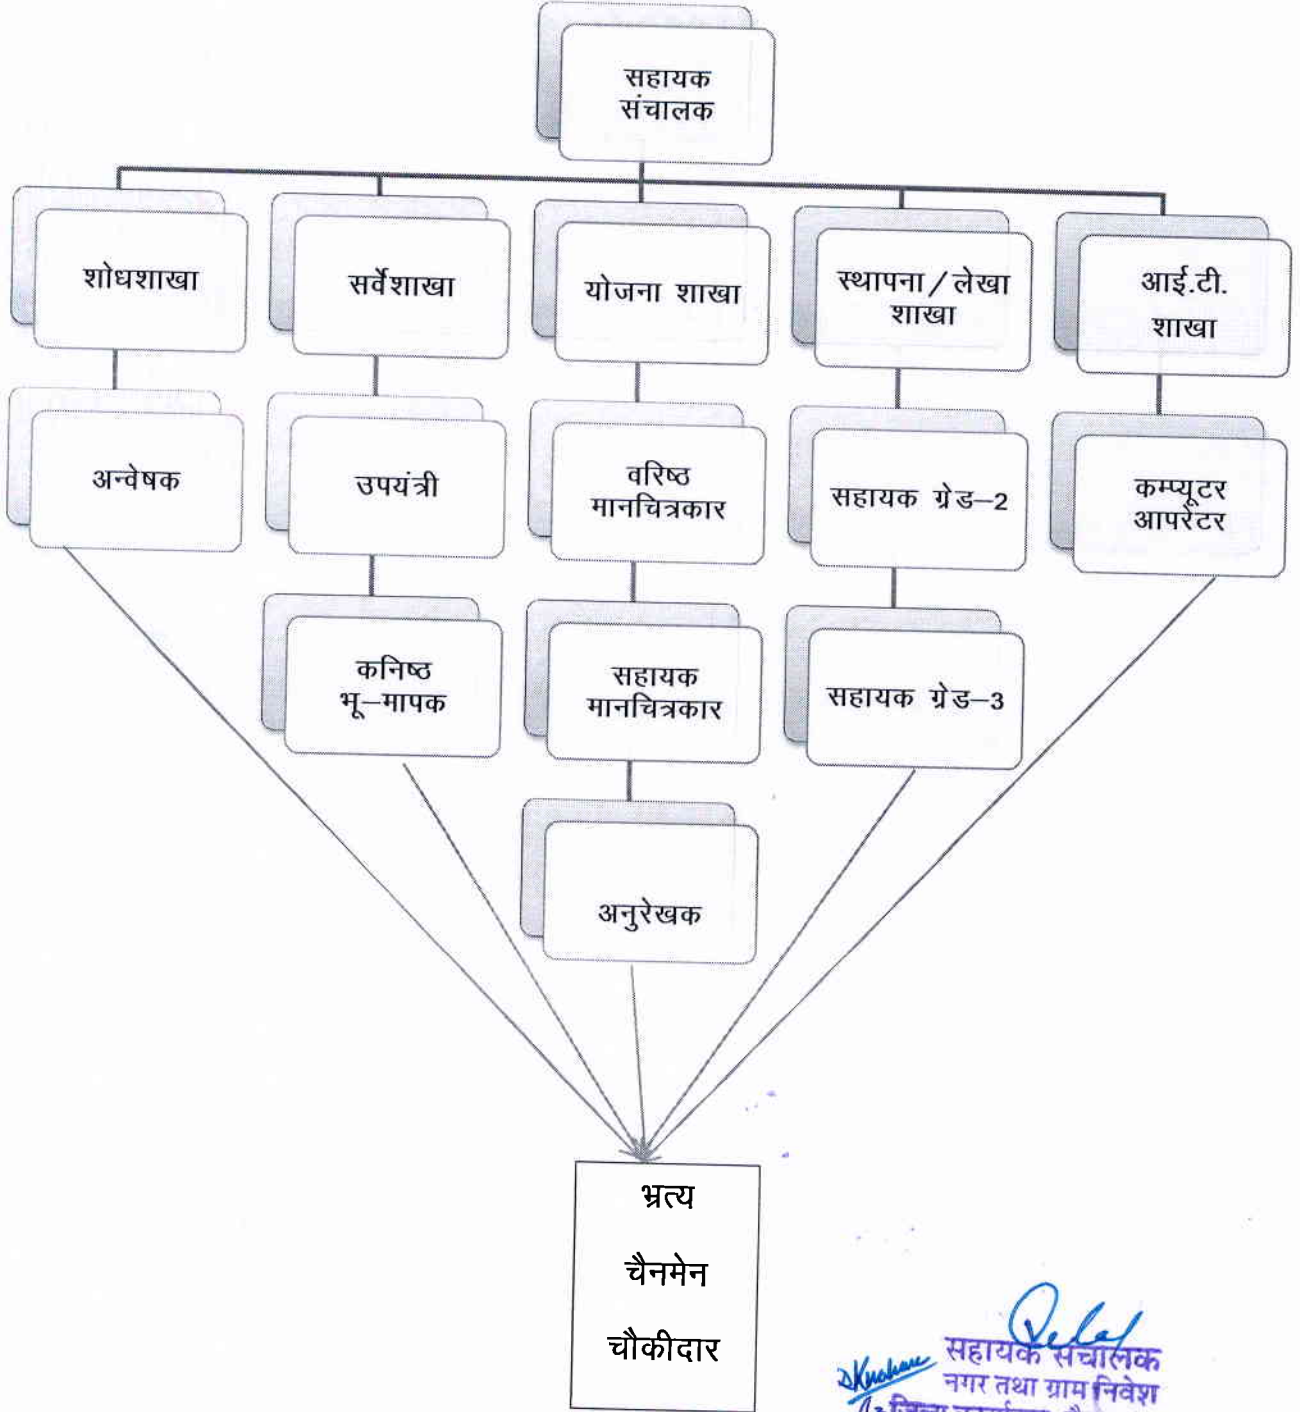 सहायक
संचालक
शोधशाखा
सर्वेशाखा
योजना शाखा
स्थापना/लेखा
शाखा
आई.टी.
शाखा
अन्वेषक
उपयंत्री
वरिष्ठ
मानचित्रकार
सहायक ग्रेड–2
कम्प्यूटर
आपरेटर
कनिष्ठ
भू–मापक
सहायक
मानचित्रकार
सहायक ग्रेड–3
अनुरेखक
भ्रत्य
चैनमेन
चौकीदार
सहायक संचालक
नगर तथा ग्राम निवेश